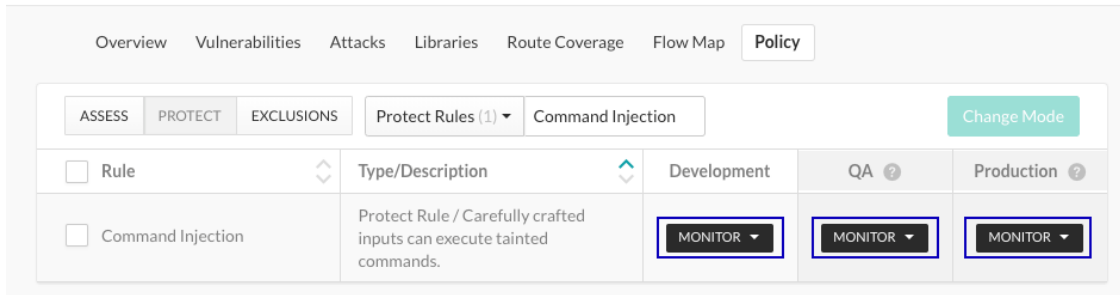 Overview Vulnerabilities Attacks Libraries Route Coverage Flow Map Policy
ASSESS PROTECT EXCLUSIONS Protect Rules (1) Command Injection Change Mode
Rule Type/Description Development QA ? Production ?
Command Injection
Protect Rule / Carefully crafted
inputs can execute tainted
commands.
MONITOR MONITOR MONITOR